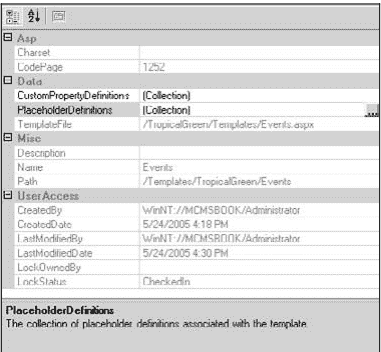 Asp
Charset
CodePage 1252
Data
CustomPropertyDefinitions (Collection)
PlaceholderDefinitions (Collection) ...
TemplateFile /TropicalGreen/Templates/Events.aspx
Misc
Description
Name Events
Path /Templates/TropicalGreen/Events
UserAccess
CreatedBy WinNT://MCMSBOOK/Administrator
CreatedDate 5/24/2005 4:18 PM
LastModifiedBy WinNT://MCMSBOOK/Administrator
LastModifiedDate 5/24/2005 4:30 PM
LockOwnedBy
LockStatus CheckedIn
PlaceholderDefinitions
The collection of placeholder definitions associated with the template